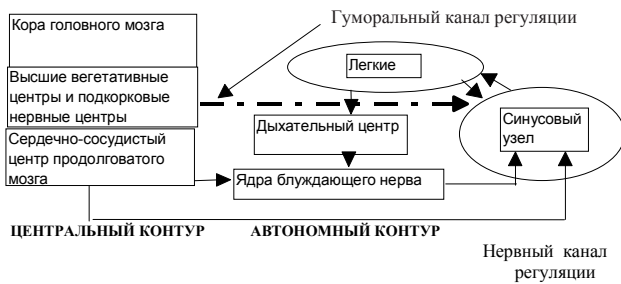 Гуморальный канал регуляции
Кора головного мозга
Высшие вегетативные
центры и подкорковые
нервные центры
Сердечно-сосудистый
центр продолговатого
мозга
Легкие
Дыхательный центр
Ядра блуждающего нерва
Синусовый
узел
ЦЕНТРАЛЬНЫЙ КОНТУР
АВТОНОМНЫЙ КОНТУР
Нервный канал
регуляции